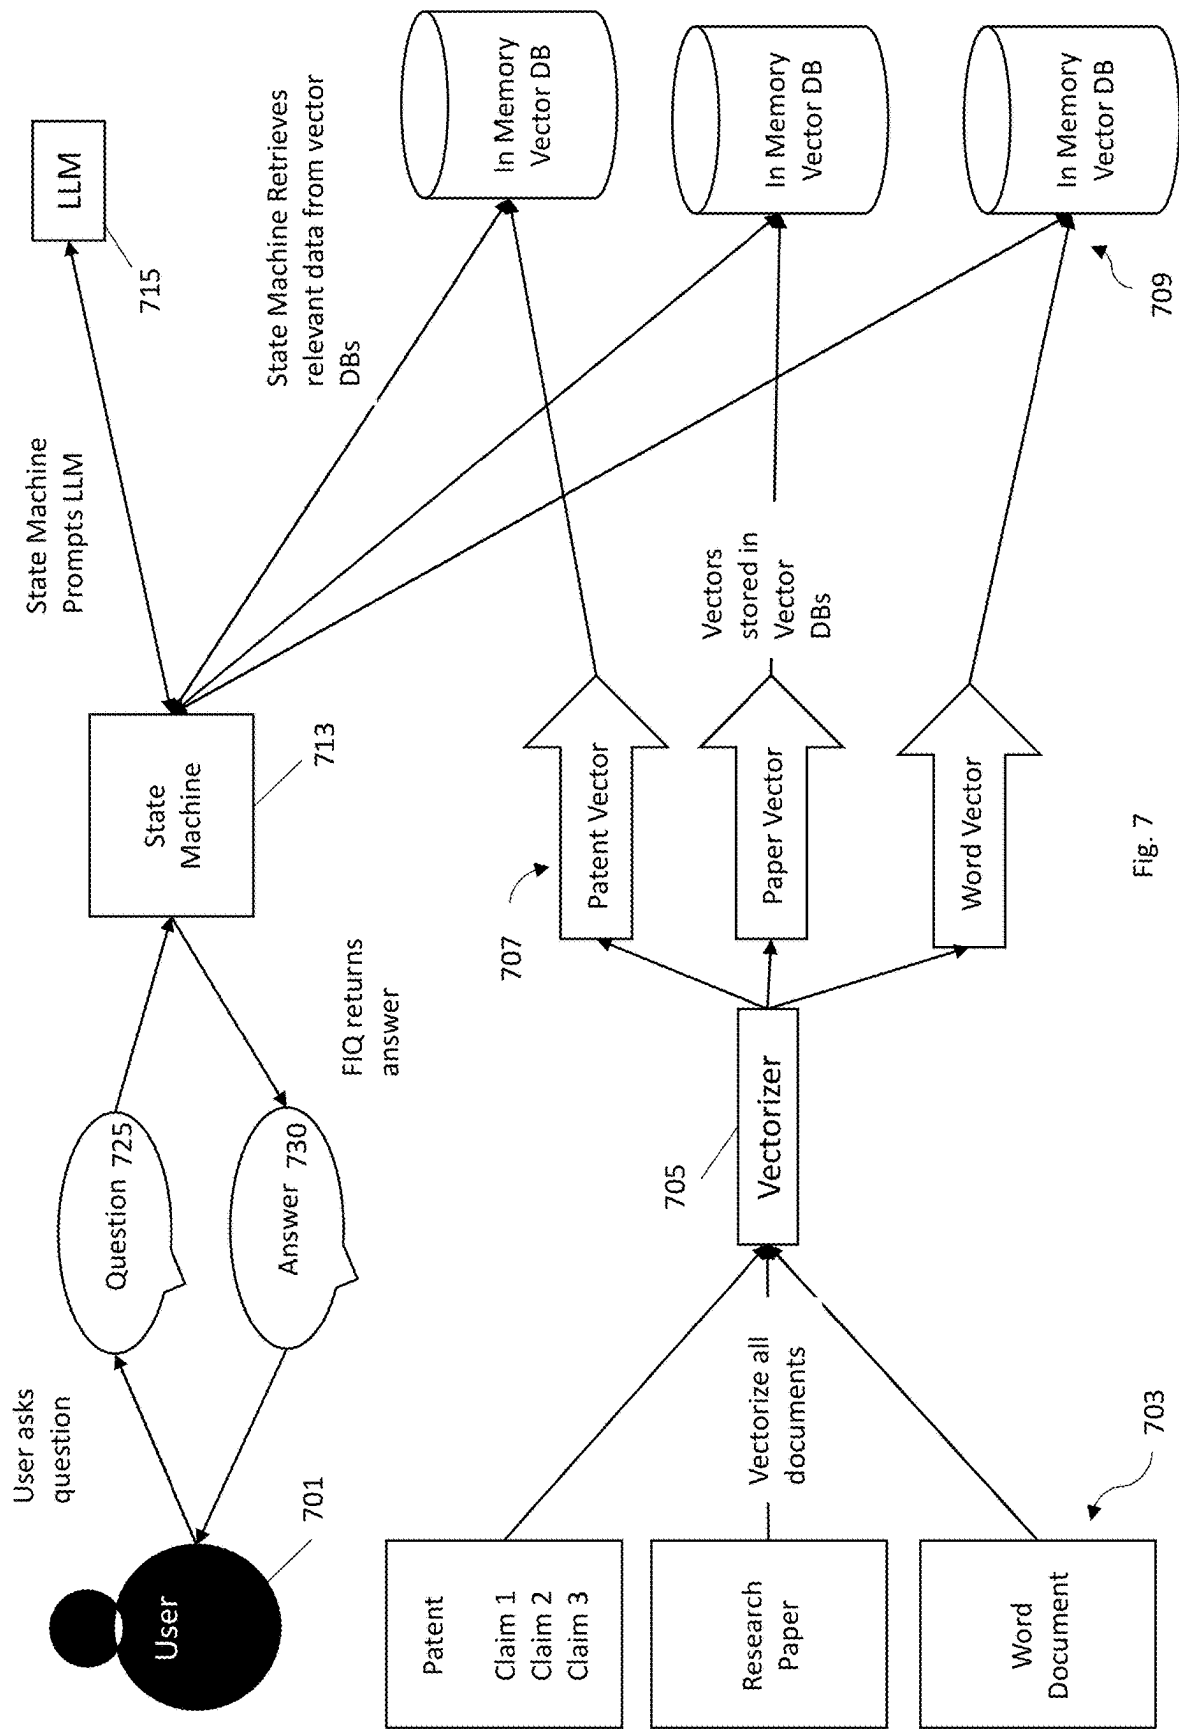 User asks
question
User
701
Question 725
Answer 730
FIQ returns
answer
State
Machine
713
State Machine
Prompts LLM
LLM
715
State Machine Retrieves
relevant data from vector
DBs
Patent
Claim 1
Claim 2
Claim 3
Research
Paper
Word
Document
703
Vectorize all
documents
705
Vectorizer
707
Patent Vector
Paper Vector
Word Vector
Vectors
stored in
Vector
DBs
In Memory
Vector DB
In Memory
Vector DB
In Memory
Vector DB
709
Fig. 7